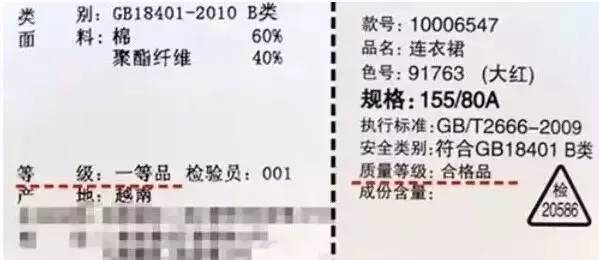 类 别: GB18401-2010 B类
面 料: 棉 60%
聚酯纤维 40%
等 级: 一等品 检验员: 001
产 地: 越南
款号: 10006547
品名: 连衣裙
色号: 91763 (大红)
规格: 155/80A
执行标准: GB/T2666-2009
安全类别: 符合GB18401 B类
质量等级: 合格品
成份含量:
检
20586